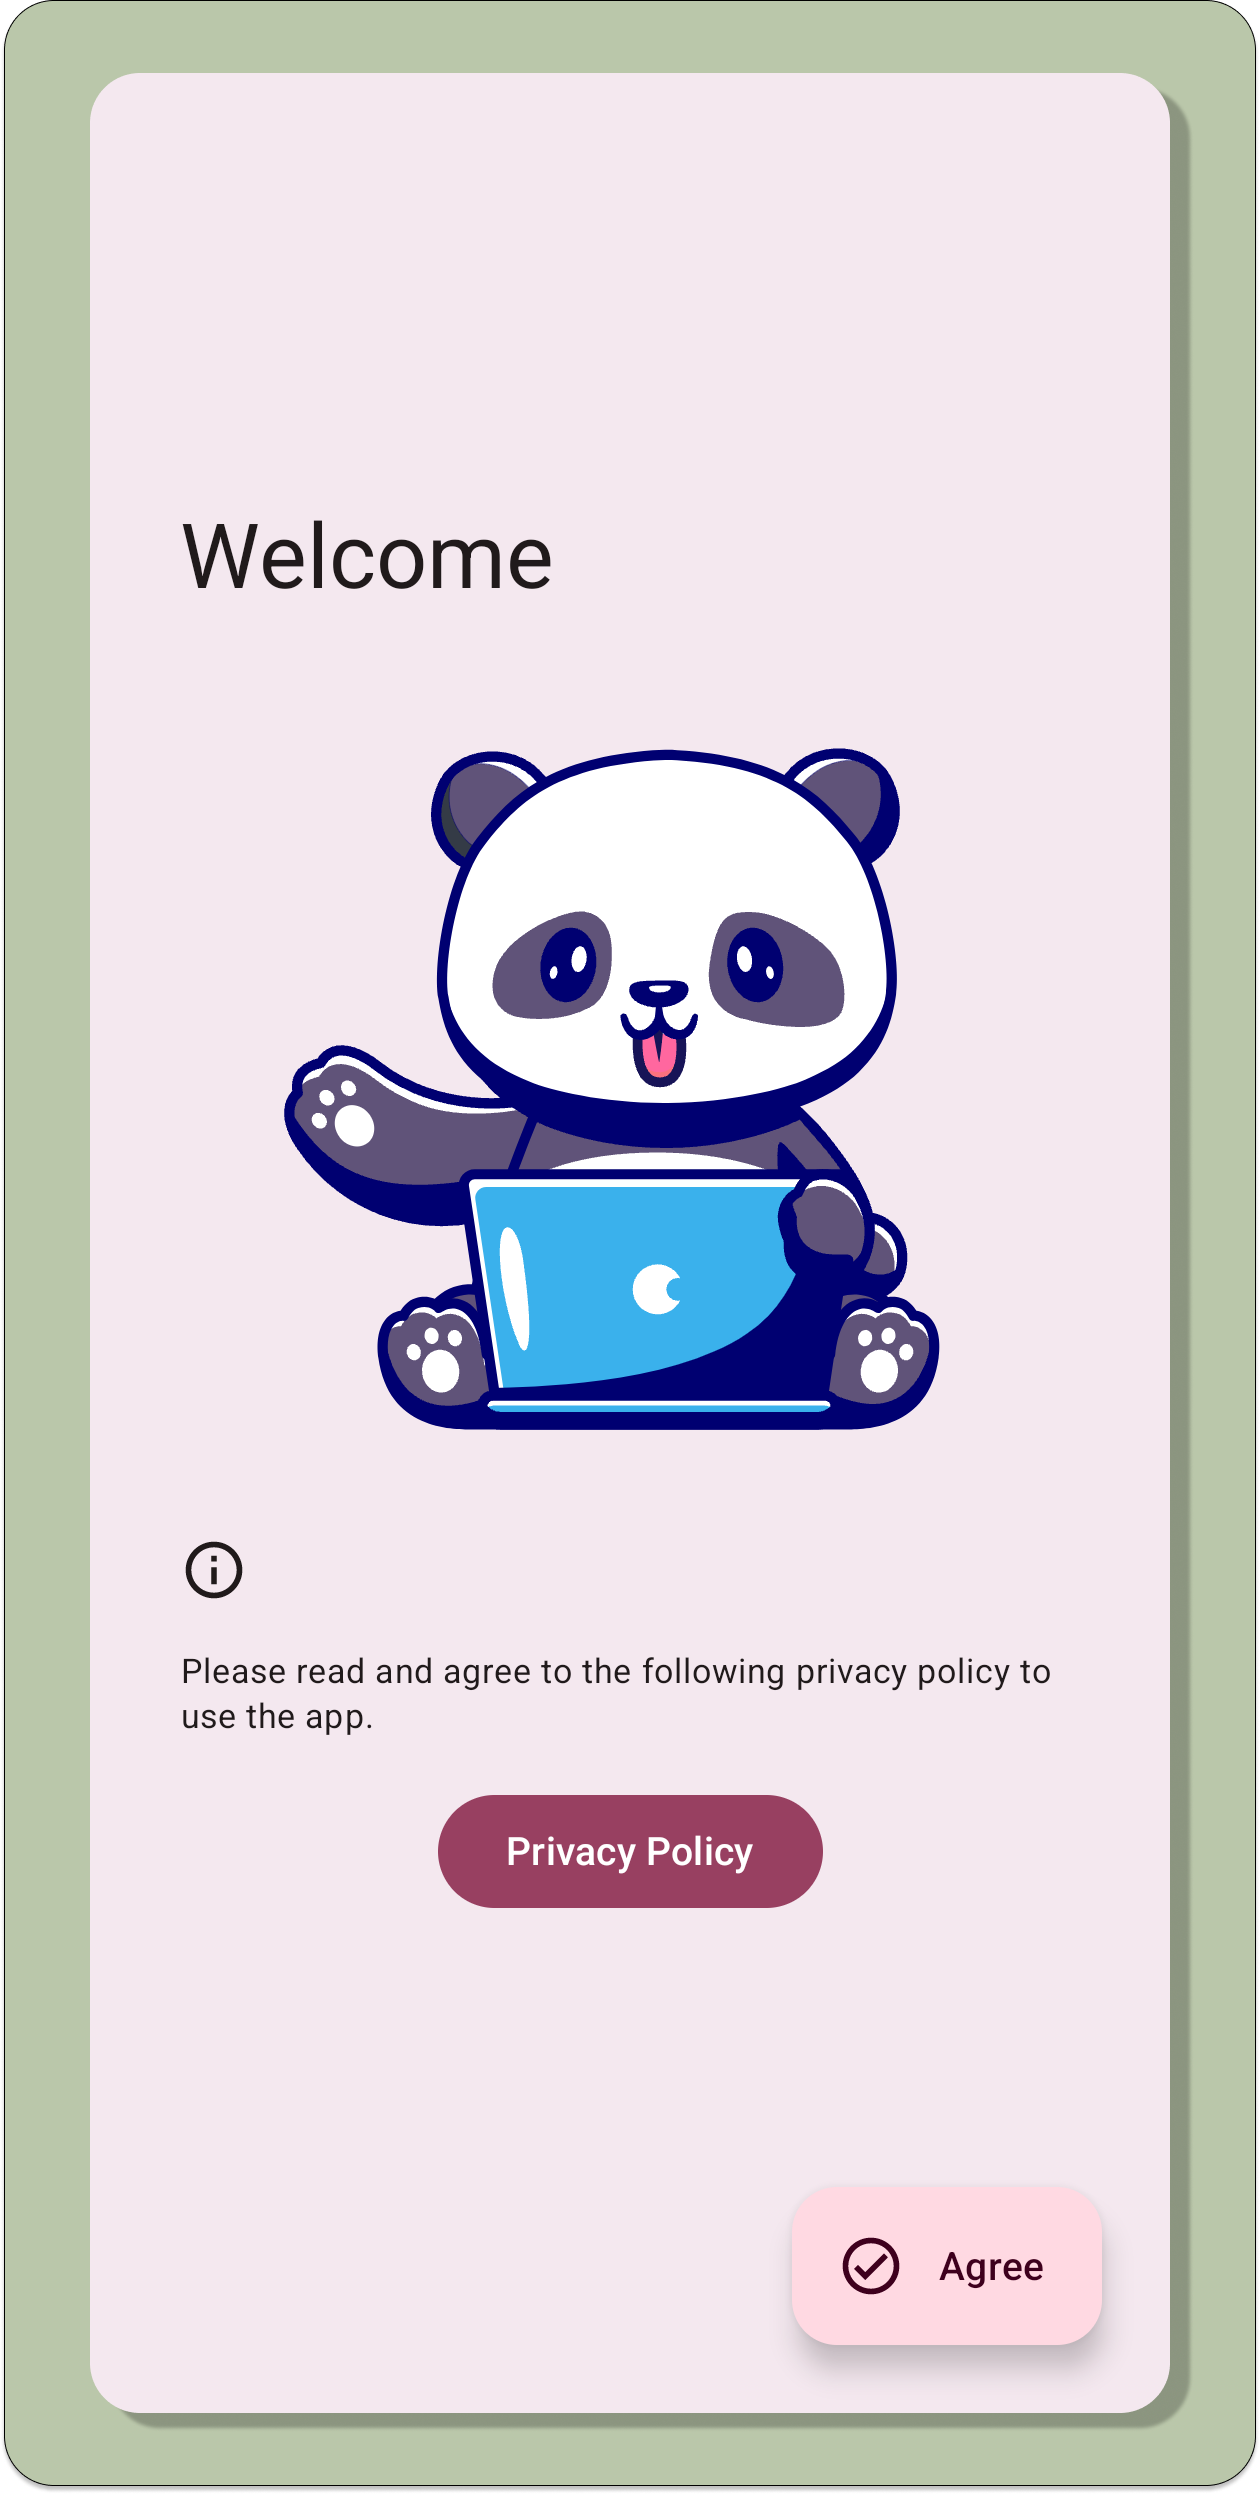 Welcome
Please read and agree to the following privacy policy to
use the app.
Privacy Policy
Agree